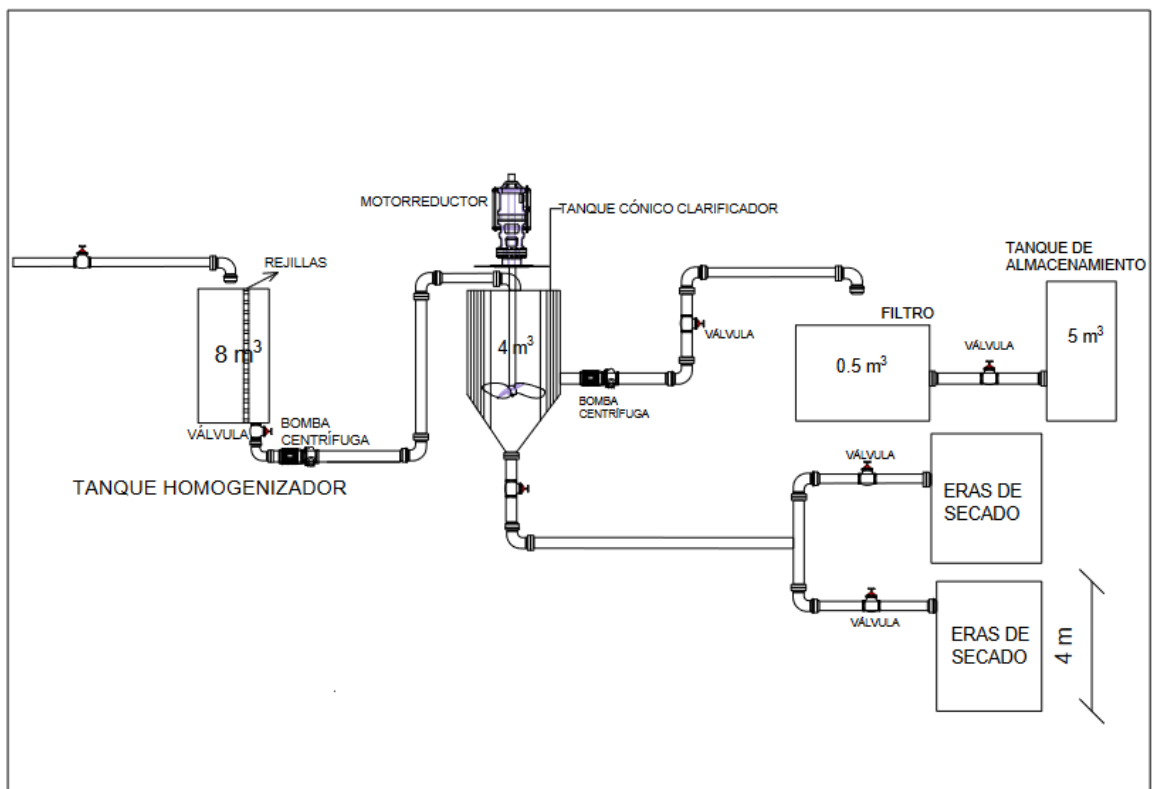 MOTORREDUCTOR
TANQUE CÓNICO CLARIFICADOR
REJILLAS
TANQUE DE
ALMACENAMIENTO
FILTRO
8 m³
4 m³
VÁLVULA
0.5 m³
VÁLVULA
5 m³
VÁLVULA
BOMBA
CENTRÍFUGA
BOMBA
CENTRÍFUGA
TANQUE HOMOGENIZADOR
VÁLVULA
ERAS DE
SECADO
VÁLVULA
ERAS DE
SECADO
4 m